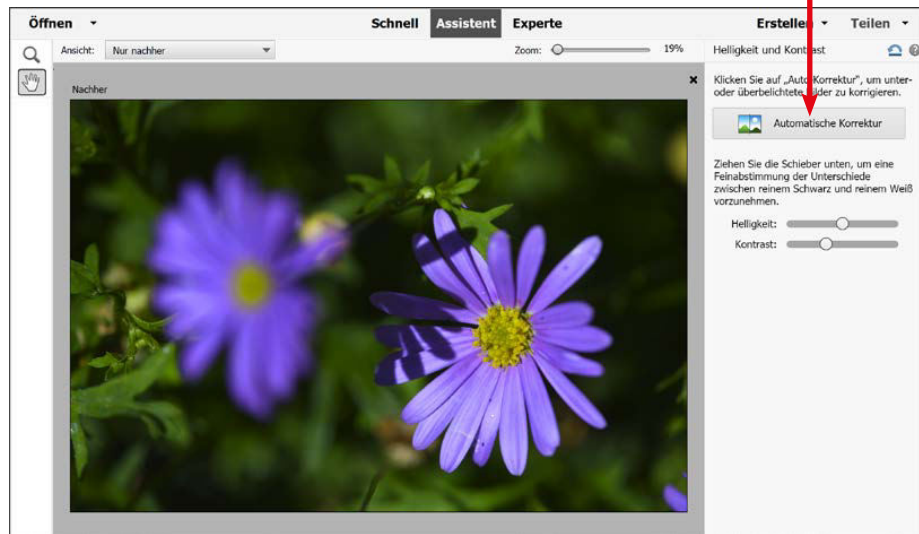 Öffnen Schnell Assistent Experte Erstellen Teilen
Ansicht: Nur nachher Zoom: 19% Helligkeit und Kontrast
Nachher
Klicken Sie auf „Auto-Korrektur", um unter-
oder überbelichtete Bilder zu korrigieren.
Automatische Korrektur
Ziehen Sie die Schieber unten, um eine
Feinabstimmung der Unterschiede
zwischen reinem Schwarz und reinem Weiß
vorzunehmen.
Helligkeit:
Kontrast: